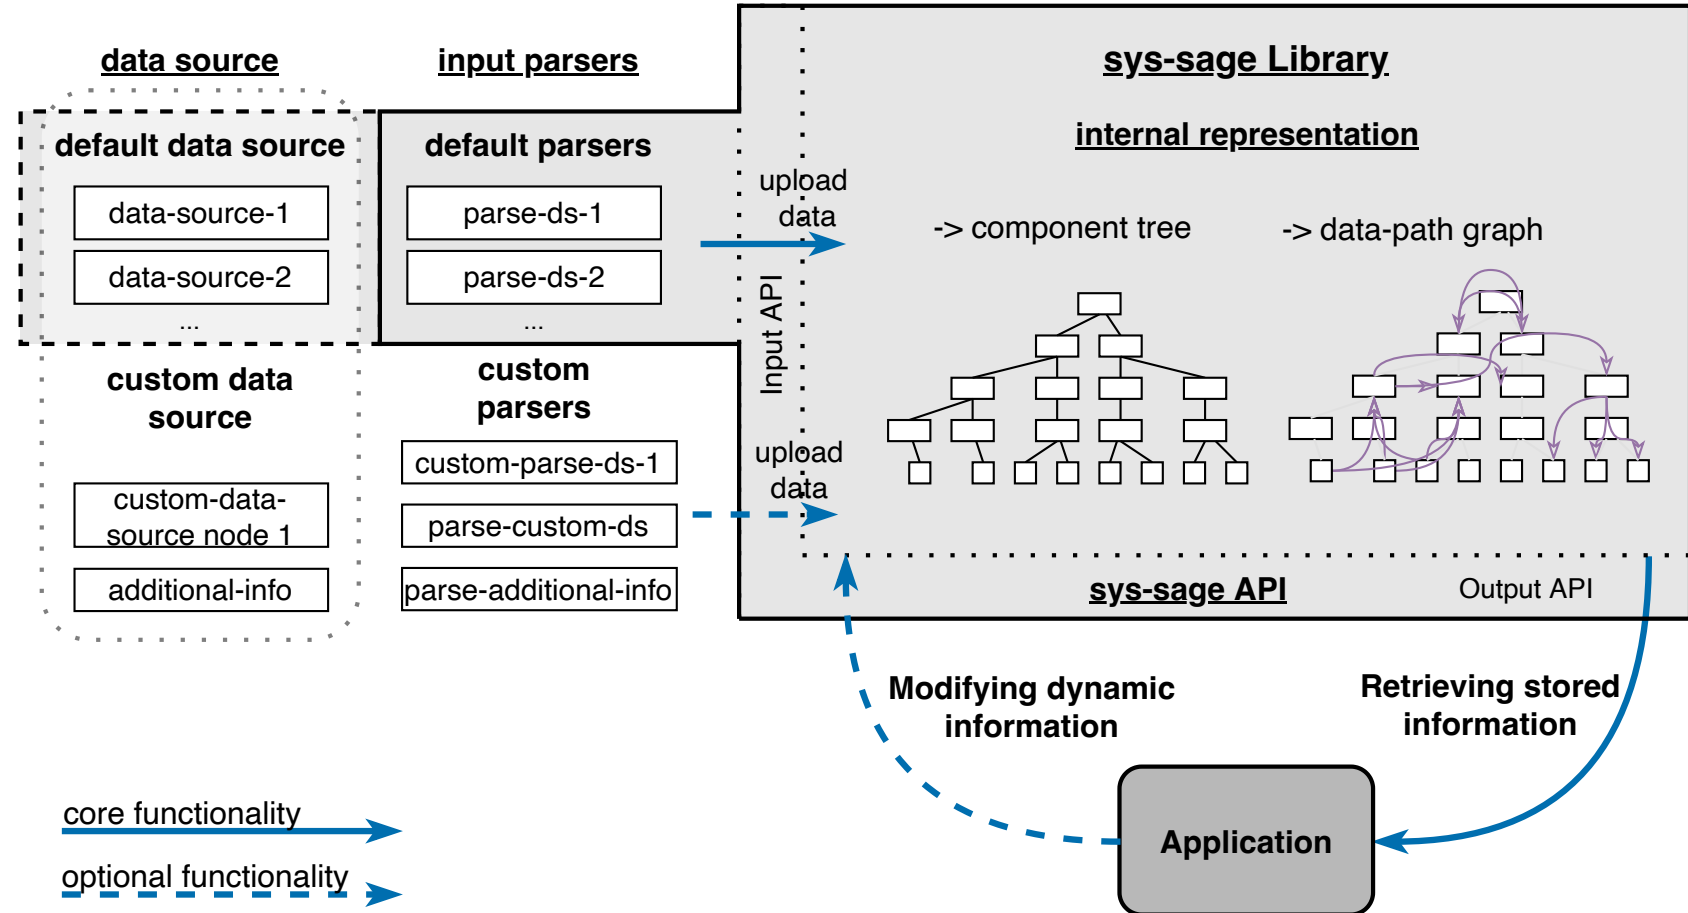 data source
input parsers
sys-sage Library
default data source
data-source-1
data-source-2
...
default parsers
parse-ds-1
parse-ds-2
...
upload
data
Input API
internal representation
-> component tree
-> data-path graph
custom data
source
custom-data-
source node 1
additional-info
custom
parsers
custom-parse-ds-1
parse-custom-ds
parse-additional-info
upload
data
sys-sage API
Output API
Modifying dynamic
information
Retrieving stored
information
Application
core functionality
optional functionality